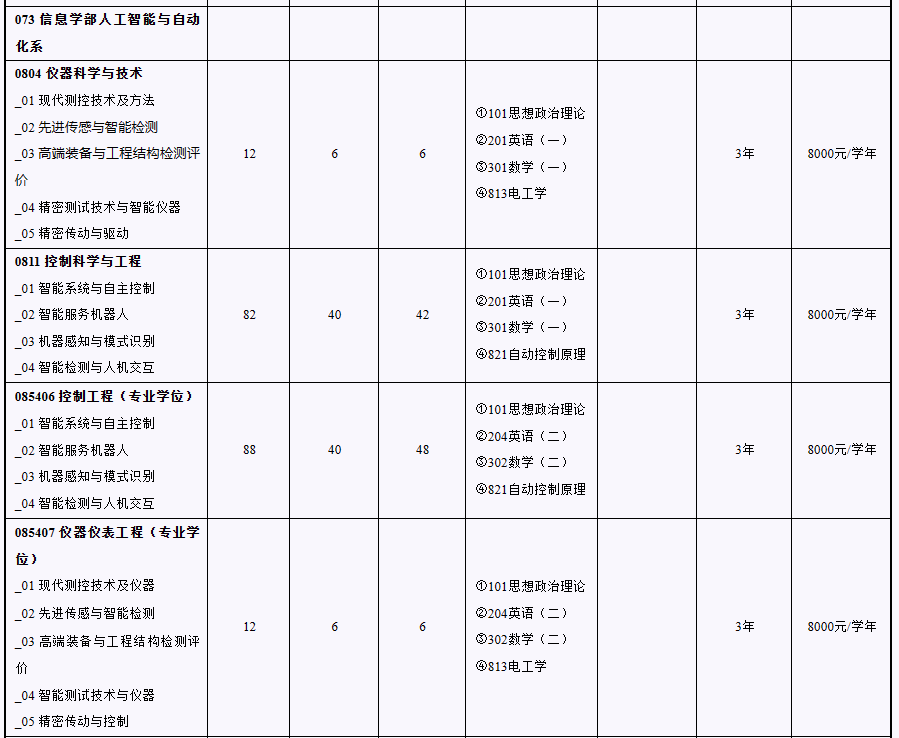 073 信息学部人工智能与自动
化系
0804 仪器科学与技术
_01 现代测控技术及方法
_02 先进传感与智能检测
_03 高端装备与工程结构检测评
价
_04 精密测试技术与智能仪器
_05 精密传动与驱动
12
6
6
①101思想政治理论
②201英语（一）
③301数学（一）
④813电工学
3年
8000元/学年
0811 控制科学与工程
_01 智能系统与自主控制
_02 智能服务机器人
_03 机器感知与模式识别
_04 智能检测与人机交互
82
40
42
①101思想政治理论
②201英语（一）
③301数学（一）
④821自动控制原理
3年
8000元/学年
085406 控制工程（专业学位）
_01 智能系统与自主控制
_02 智能服务机器人
_03 机器感知与模式识别
_04 智能检测与人机交互
88
40
48
①101思想政治理论
②204英语（二）
③302数学（二）
④821自动控制原理
3年
8000元/学年
085407 仪器仪表工程（专业学
位）
_01 现代测控技术及仪器
_02 先进传感与智能检测
_03 高端装备与工程结构检测评
价
_04 智能测试技术与仪器
_05 精密传动与控制
12
6
6
①101思想政治理论
②204英语（二）
③302数学（二）
④813电工学
3年
8000元/学年